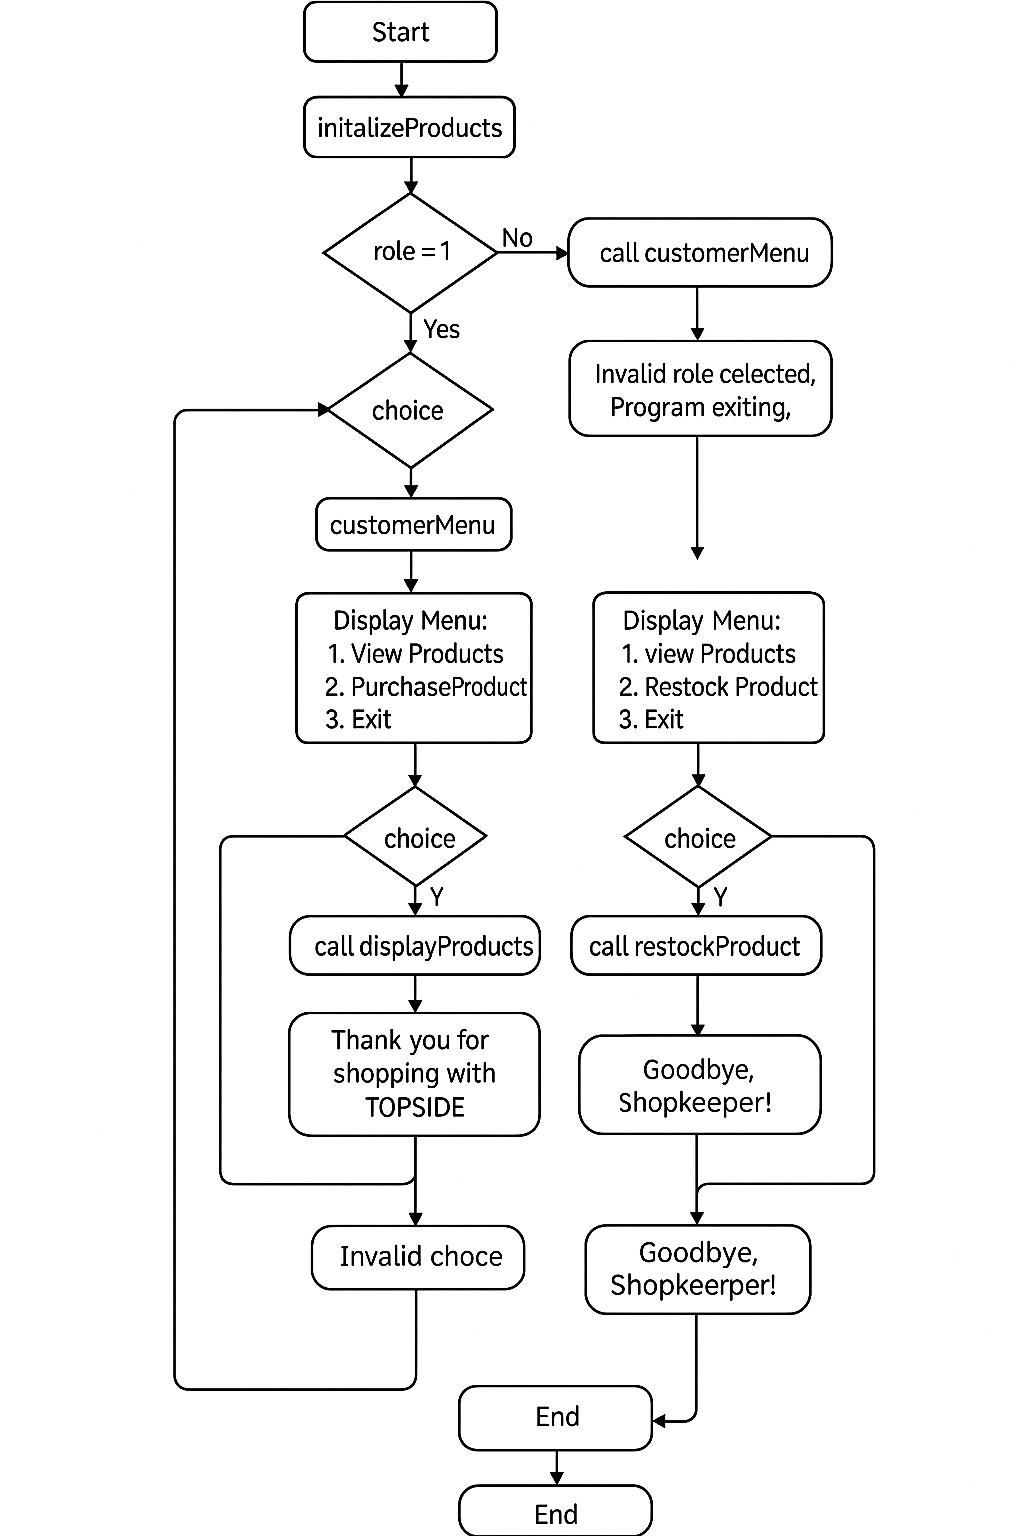 Start
initalizeProducts
role = 1
No
call customerMenu
Yes
Invalid role celected,
Program exiting,
choice
customerMenu
Display Menu:
1. View Products
2. PurchaseProduct
3. Exit
Display Menu:
1. view Products
2. Restock Product
3. Exit
choice
Y
call displayProducts
Thank you for
shopping with
TOPSIDE
Invalid choce
choice
Y
call restockProduct
Goodbye,
Shopkeeper!
Goodbye,
Shopkeerper!
End
End